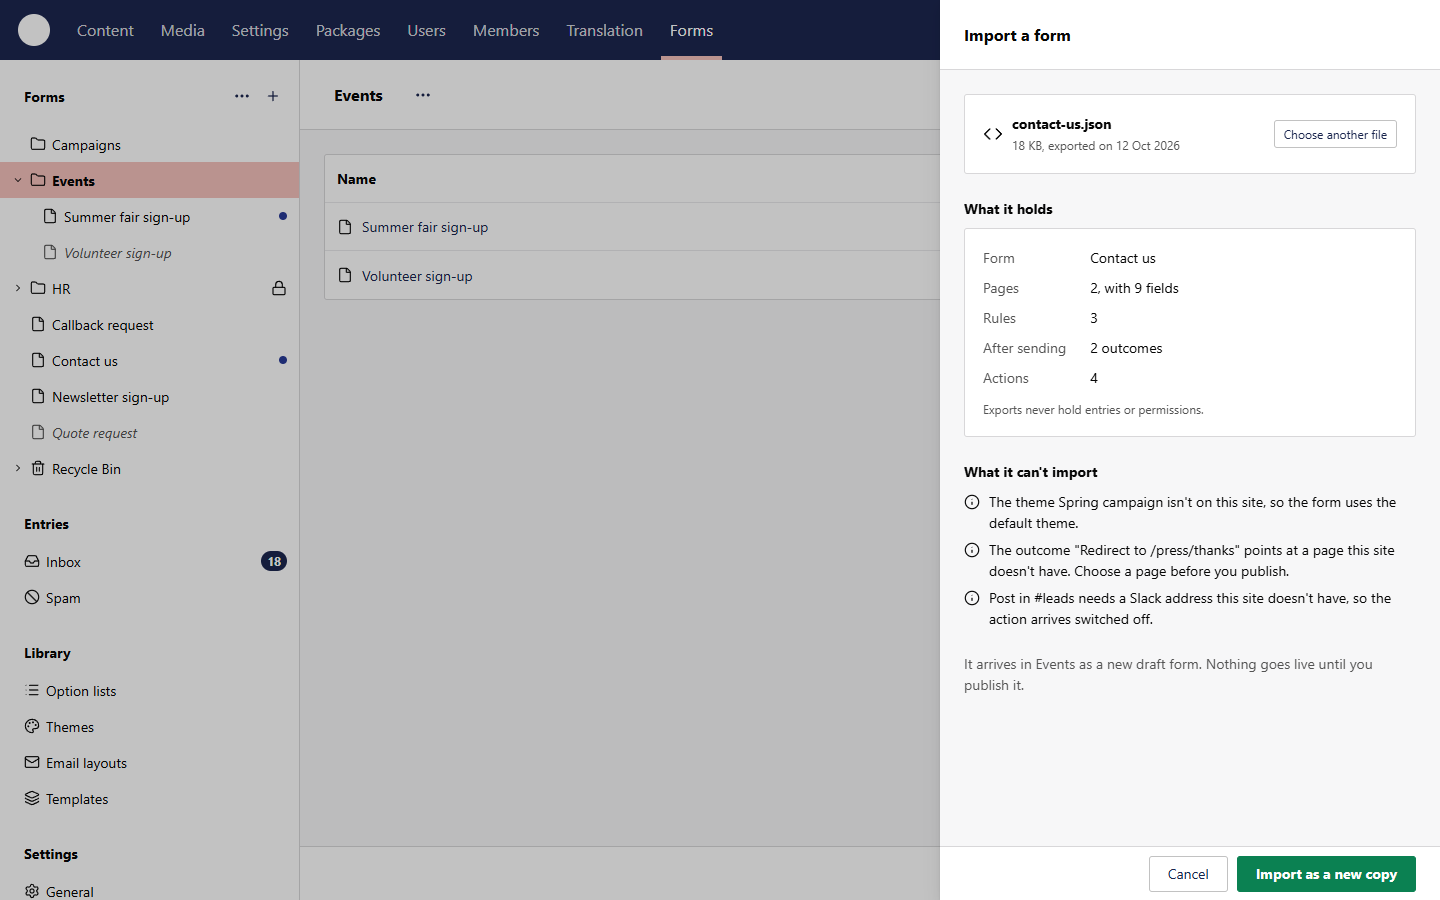 Content Media Settings Packages Users Members Translation Forms
Forms
Campaigns
Events
Summer fair sign-up
Volunteer sign-up
HR
Callback request
Contact us
Newsletter sign-up
Quote request
Recycle Bin
Entries
Inbox 18
Spam
Library
Option lists
Themes
Email layouts
Templates
Settings
General
Events
Name
Summer fair sign-up
Volunteer sign-up
Import a form
contact-us.json
18 KB, exported on 12 Oct 2026
Choose another file
What it holds
Form Contact us
Pages 2, with 9 fields
Rules 3
After sending 2 outcomes
Actions 4
Exports never hold entries or permissions.
What it can't import
The theme Spring campaign isn't on this site, so the form uses the
default theme.
The outcome "Redirect to /press/thanks" points at a page this site
doesn't have. Choose a page before you publish.
Post in #leads needs a Slack address this site doesn't have, so the
action arrives switched off.
It arrives in Events as a new draft form. Nothing goes live until you
publish it.
Cancel Import as a new copy